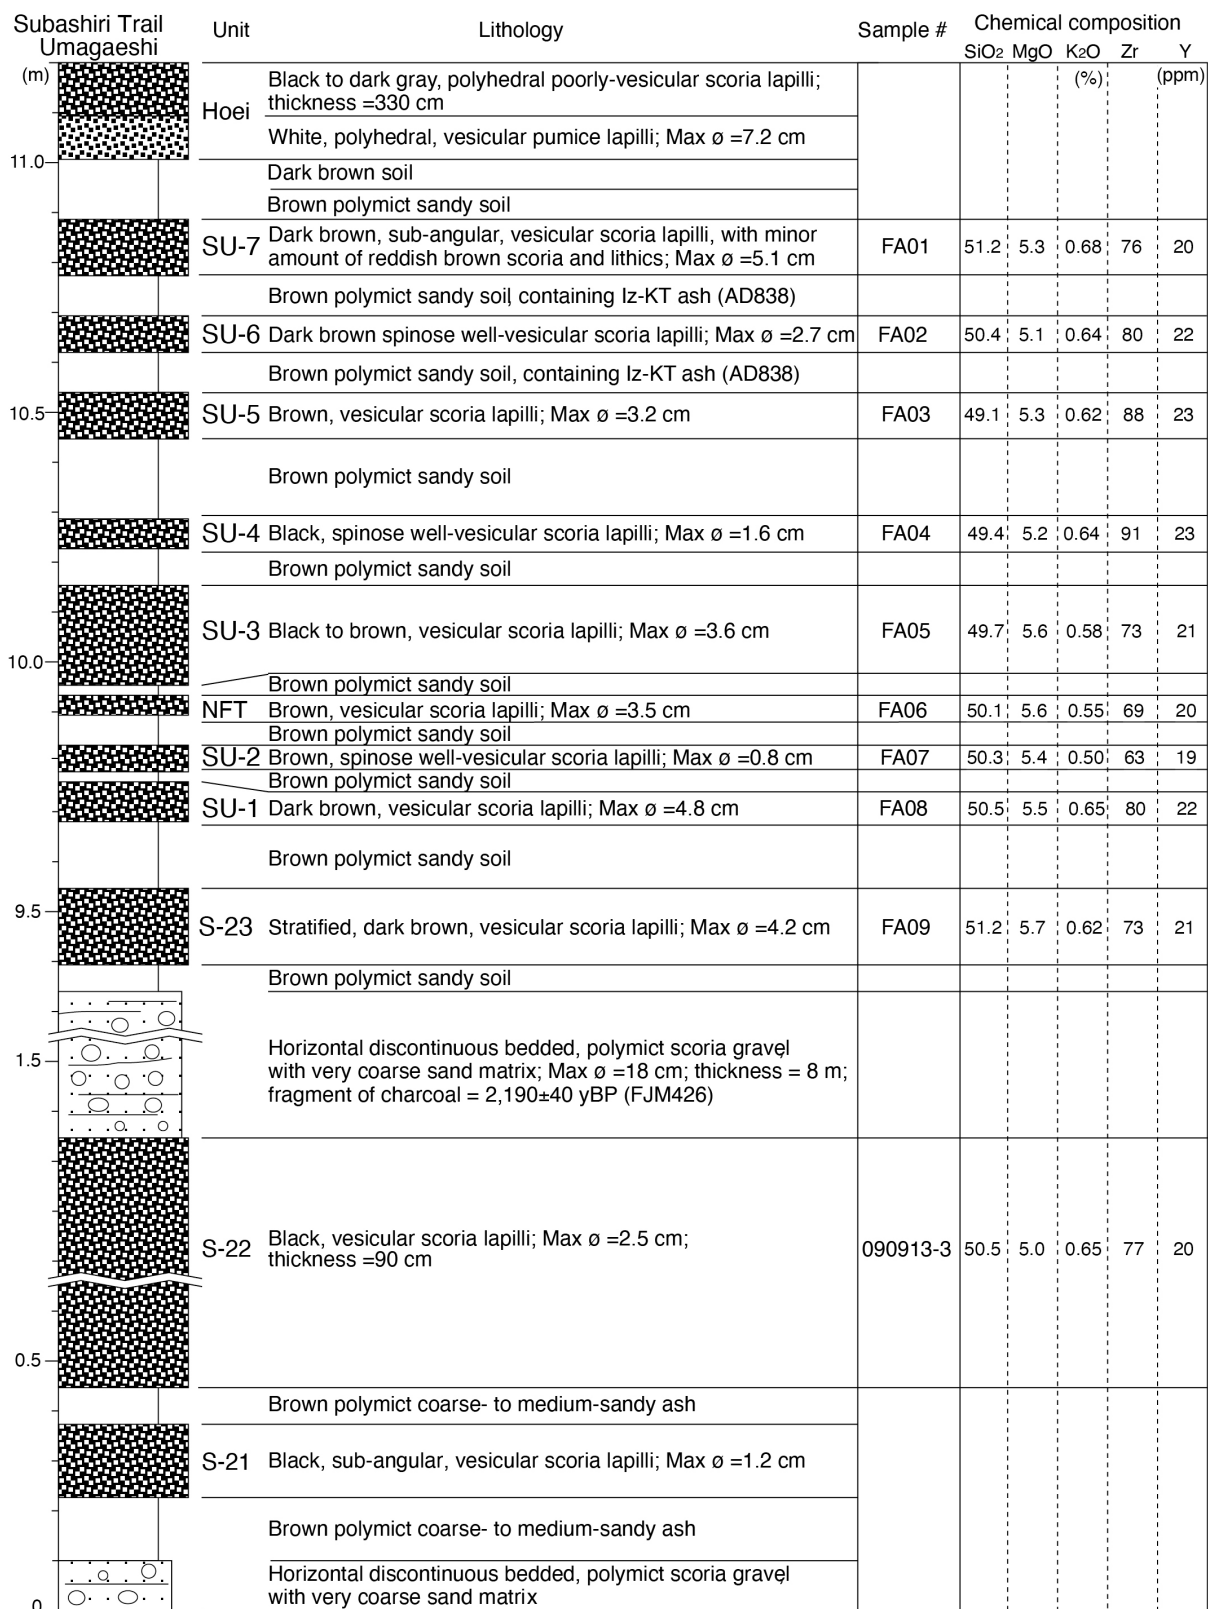 Subashiri Trail
Umagaeshi
Unit
Lithology
Sample #
Chemical composition
SiO2 MgO K2O Zr Y
(m)
(%)
(ppm)
Hoei
Black to dark gray, polyhedral poorly-vesicular scoria lapilli;
thickness =330 cm
White, polyhedral, vesicular pumice lapilli; Max ø =7.2 cm
11.0
Dark brown soil
Brown polymict sandy soil
SU-7 Dark brown, sub-angular, vesicular scoria lapilli, with minor
amount of reddish brown scoria and lithics; Max ø =5.1 cm
FA01 51.2 5.3 0.68 76 20
Brown polymict sandy soil, containing Iz-KT ash (AD838)
SU-6 Dark brown spinose well-vesicular scoria lapilli; Max ø =2.7 cm FA02 50.4 5.1 0.64 80 22
Brown polymict sandy soil, containing Iz-KT ash (AD838)
10.5 SU-5 Brown, vesicular scoria lapilli; Max ø =3.2 cm FA03 49.1 5.3 0.62 88 23
Brown polymict sandy soil
SU-4 Black, spinose well-vesicular scoria lapilli; Max ø =1.6 cm FA04 49.4 5.2 0.64 91 23
Brown polymict sandy soil
SU-3 Black to brown, vesicular scoria lapilli; Max ø =3.6 cm FA05 49.7 5.6 0.58 73 21
10.0
Brown polymict sandy soil
NFT Brown, vesicular scoria lapilli; Max ø =3.5 cm FA06 50.1 5.6 0.55 69 20
Brown polymict sandy soil
SU-2 Brown, spinose well-vesicular scoria lapilli; Max ø =0.8 cm FA07 50.3 5.4 0.50 63 19
Brown polymict sandy soil
SU-1 Dark brown, vesicular scoria lapilli; Max ø =4.8 cm FA08 50.5 5.5 0.65 80 22
Brown polymict sandy soil
9.5
S-23 Stratified, dark brown, vesicular scoria lapilli; Max ø =4.2 cm FA09 51.2 5.7 0.62 73 21
Brown polymict sandy soil
1.5
Horizontal discontinuous bedded, polymict scoria gravel
with very coarse sand matrix; Max ø =18 cm; thickness = 8 m;
fragment of charcoal = 2,190±40 yBP (FJM426)
S-22 Black, vesicular scoria lapilli; Max ø =2.5 cm;
thickness =90 cm
090913-3 50.5 5.0 0.65 77 20
0.5
Brown polymict coarse- to medium-sandy ash
S-21 Black, sub-angular, vesicular scoria lapilli; Max ø =1.2 cm
Brown polymict coarse- to medium-sandy ash
Horizontal discontinuous bedded, polymict scoria gravel
with very coarse sand matrix
0